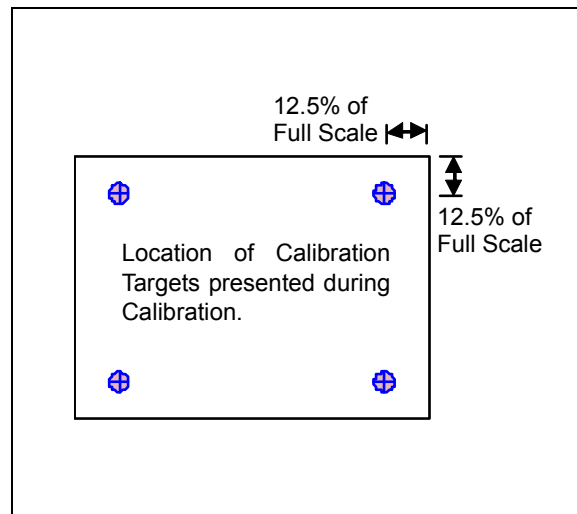 12.5% of
Full Scale
12.5% of
Full Scale
Location of Calibration
Targets presented during
Calibration.